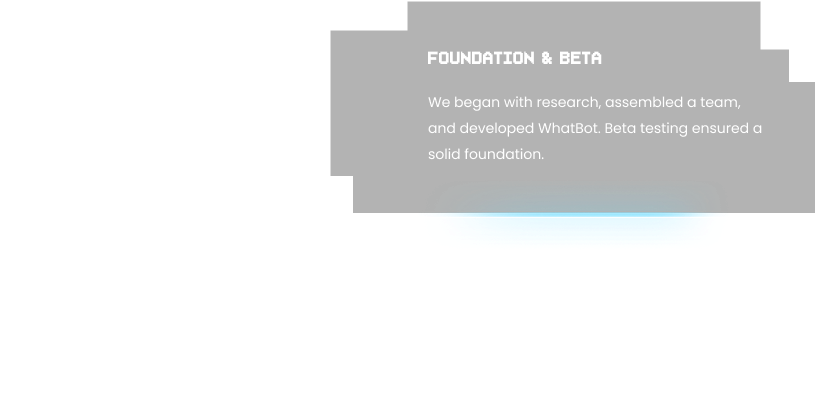 FOUNDATION & BETA
We began with research, assembled a team,
and developed WhatBot. Beta testing ensured a
solid foundation.